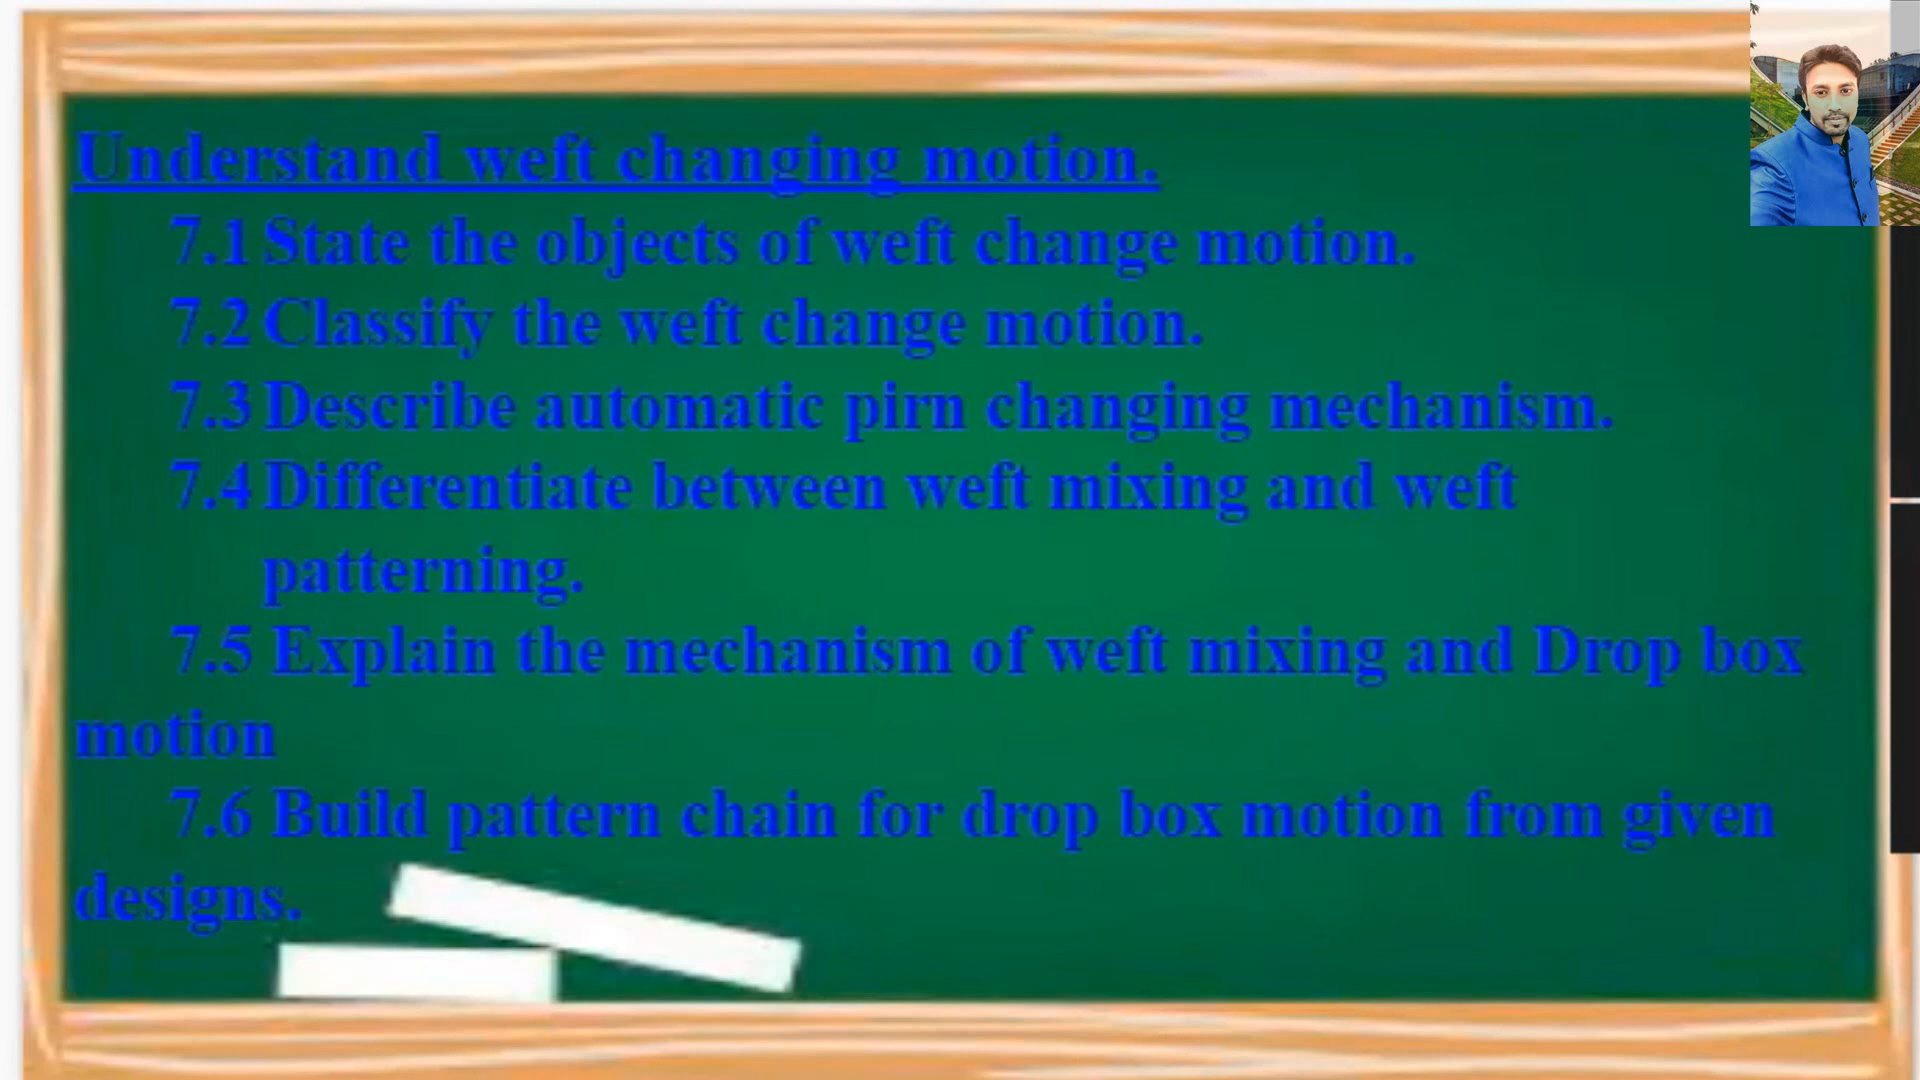 Understand weft changing motion.
7.1 State the objects of weft change motion.
7.2 Classify the weft change motion.
7.3 Describe automatic pirn changing mechanism.
7.4 Differentiate between weft mixing and weft
patterning.
7.5 Explain the mechanism of weft mixing and Drop box
motion
7.6 Build pattern chain for drop box motion from given
designs.